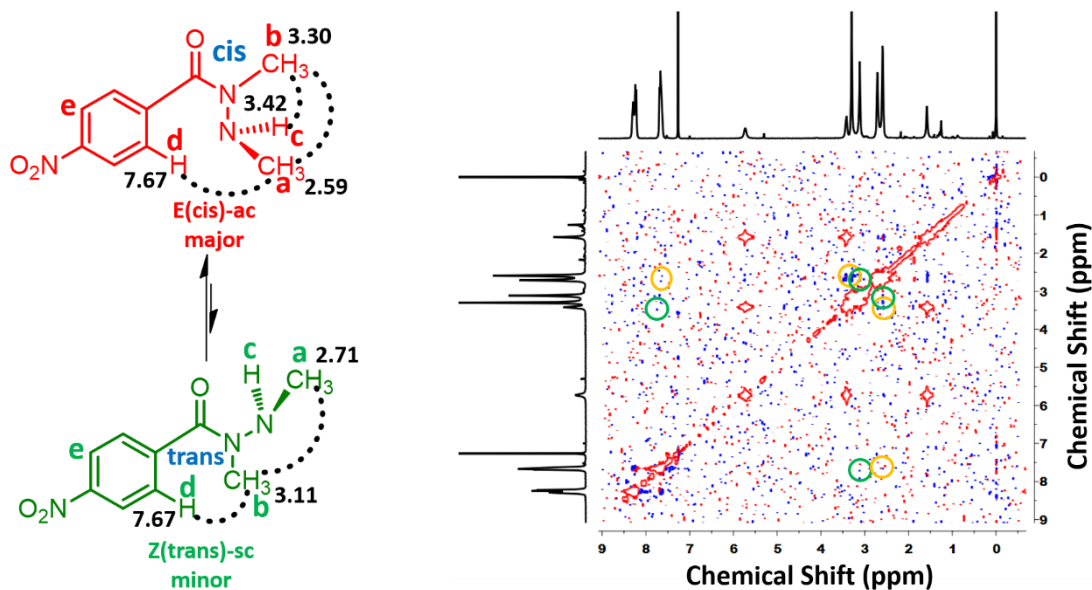 O
cis
b
3.30
CH₃
N
e
3.42
N
H
c
d
O₂N
H
CH₃
7.67
a
2.59
E(cis)-ac
major
c
a
2.71
H
CH₃
O
N
N
e
trans
d
CH₃
O₂N
H
b
3.11
7.67
Z(trans)-sc
minor
0
1
2
3
4
5
6
7
8
9
Chemical Shift (ppm)
9 8 7 6 5 4 3 2 1 0
Chemical Shift (ppm)